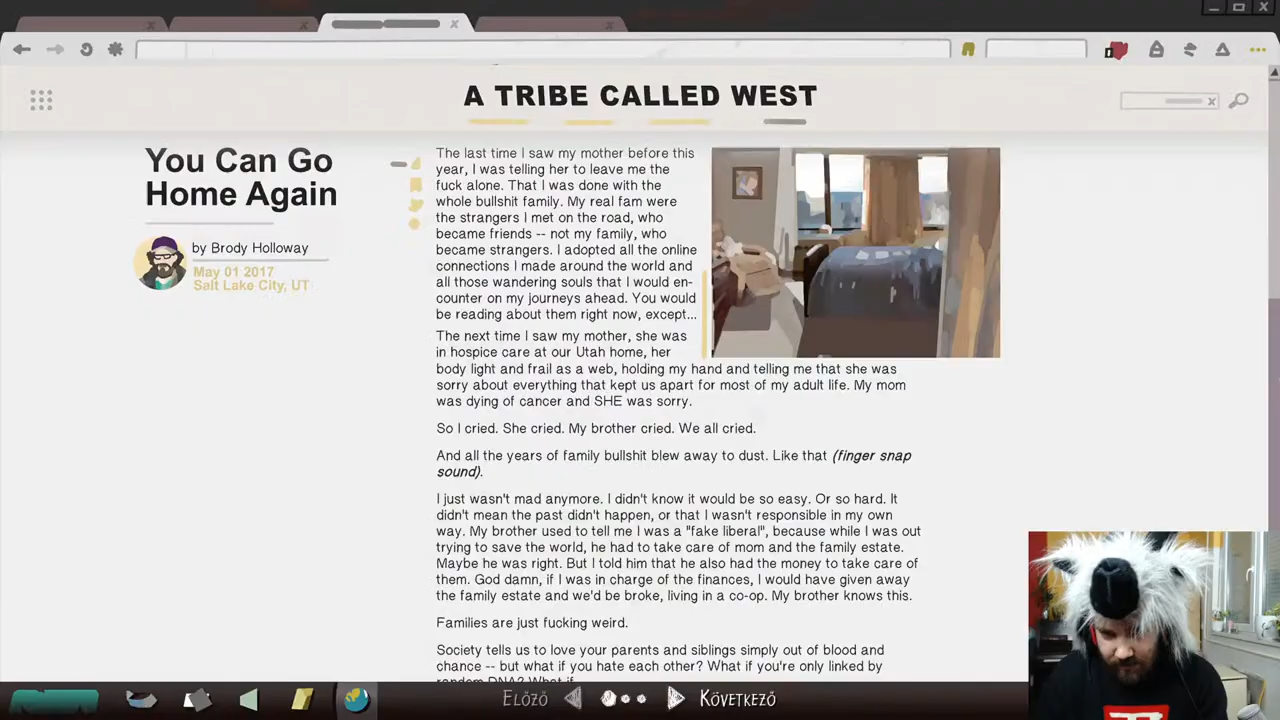 A TRIBE CALLED WEST
You Can Go
Home Again
by Brody Holloway
May 01 2017
Salt Lake City, UT
The last time I saw my mother before this
year, I was telling her to leave me the
fuck alone. That I was done with the
whole bullshit family. My real fam were
the strangers I met on the road, who
became friends -- not my family, who
became strangers. I adopted all the online
connections I made around the world and
all those wandering souls that I would en-
counter on my journeys ahead. You would
be reading about them right now, except...
The next time I saw my mother, she was
in hospice care at our Utah home, her
body light and frail as a web, holding my hand and telling me that she was
sorry about everything that kept us apart for most of my adult life. My mom
was dying of cancer and SHE was sorry.
So I cried. She cried. My brother cried. We all cried.
And all the years of family bullshit blew away to dust. Like that (finger snap
sound).
I just wasn't mad anymore. I didn't know it would be so easy. Or so hard. It
didn't mean the past didn't happen, or that I wasn't responsible in my own
way. My brother used to tell me I was a "fake liberal", because while I was out
trying to save the world, he had to take care of mom and the family estate.
Maybe he was right. But I told him that he also had the money to take care of
them. God damn, if I was in charge of the finances, I would have given away
the family estate and we'd be broke, living in a co-op. My brother knows this.
Families are just fucking weird.
Society tells us to love your parents and siblings simply out of blood and
chance -- but what if you hate each other? What if you're only linked by
random DNA? What if
Előző
Következő